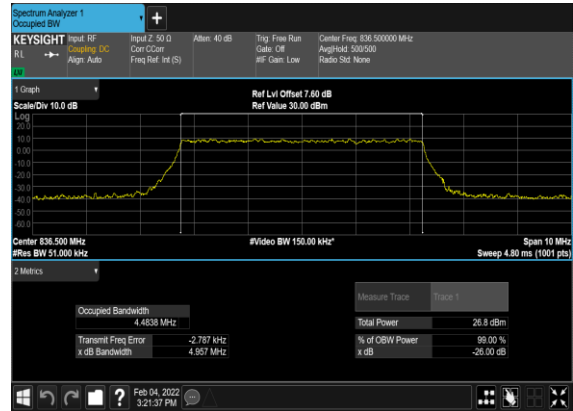 Spectrum Analyzer 1
Occupied BW
KEYSIGHT
RL
Input: RF
Coupling: DC
Align: Auto
Input Z: 50 Ω
Corr CCorr
Freq Ref: Int (S)
Atten: 40 dB
Trig: Free Run
Gate: Off
#IF Gain: Low
Center Freq: 836.500000 MHz
Avg|Hold: 500/500
Radio Std: None
1 Graph
Scale/Div 10.0 dB
Ref Lvl Offset 7.60 dB
Ref Value 30.00 dBm
Log
20.0
10.0
0.00
-10.0
-20.0
-30.0
-40.0
-50.0
-60.0
Center 836.500 MHz
#Res BW 51.000 kHz
#Video BW 150.00 kHz*
Span 10 MHz
Sweep 4.80 ms (1001 pts)
2 Metrics
Measure Trace
Trace 1
Occupied Bandwidth
4.4838 MHz
Total Power
26.8 dBm
Transmit Freq Error
-2.787 kHz
% of OBW Power
99.00 %
x dB Bandwidth
4.957 MHz
x dB
-26.00 dB
?
Feb 04, 2022
3:21:37 PM